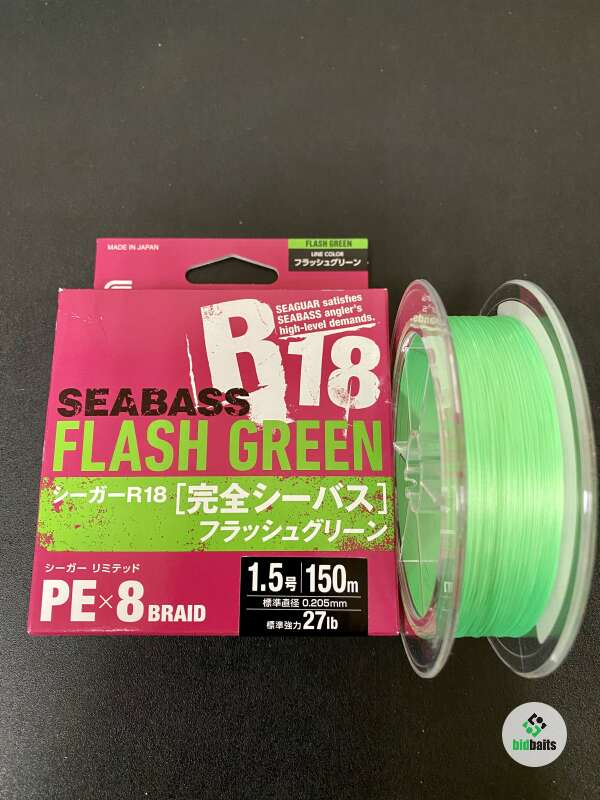 MADE IN JAPAN
FLASH GREEN
LINE COLOR
フラッシュグリーン
R18
SEAGUAR satisfies
SEABASS angler's
high-level demands.
SEABASS
FLASH GREEN
シーガーR18 [完全シーバス]
フラッシュグリーン
シーガー リミテッド
PE×8 BRAID
1.5号 150m
標準直径 0.205mm
標準強力 27lb
bidbaits